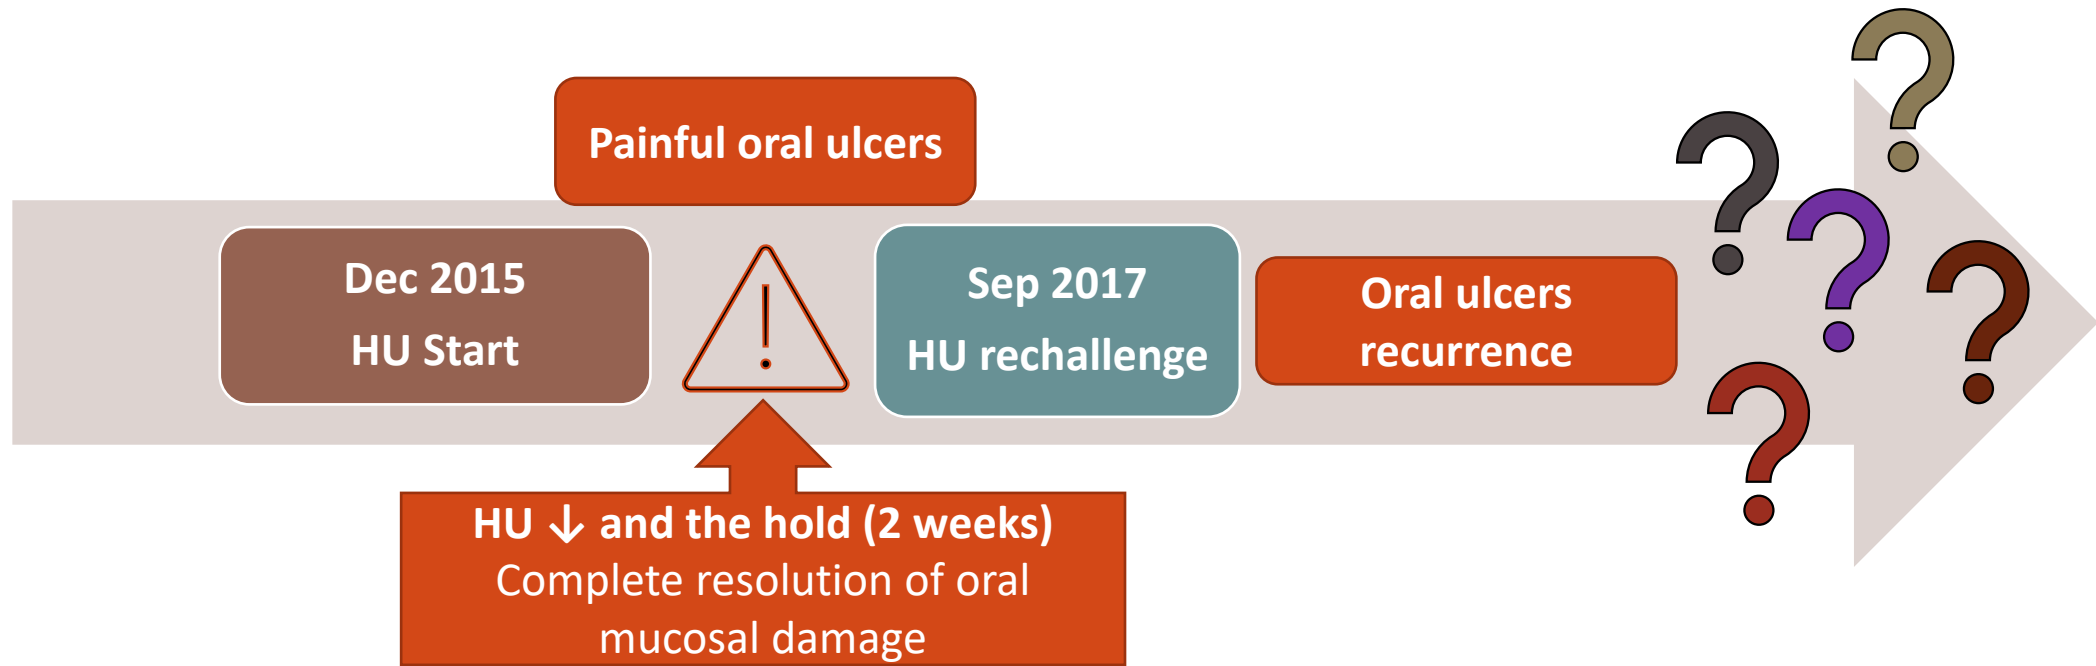 Painful oral ulcers
Dec 2015
HU Start
Sep 2017
HU rechallenge
Oral ulcers
recurrence
HU ↓ and the hold (2 weeks)
Complete resolution of oral
mucosal damage